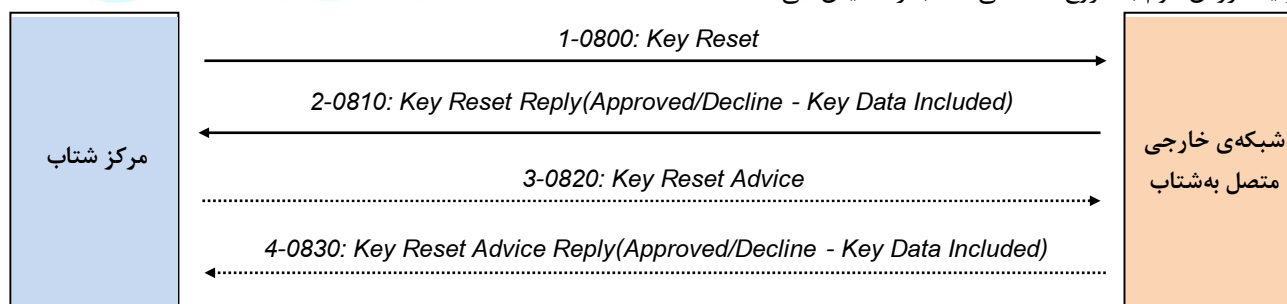 1-0800: Key Reset
2-0810: Key Reset Reply(Approved/Decline - Key Data Included)
مرکز شتاب
شبکه‌ی خارجی
متصل به‌شتاب
3-0820: Key Reset Advice
4-0830: Key Reset Advice Reply(Approved/Decline - Key Data Included)